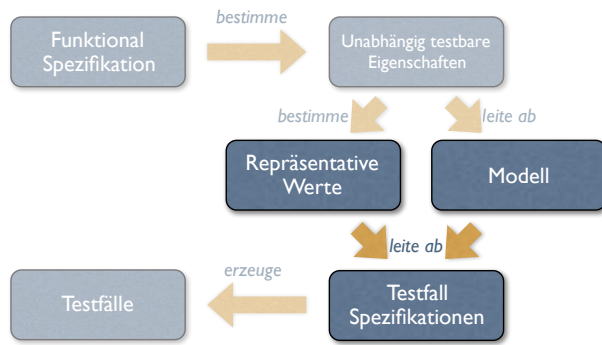 bestimme
Funktional
Spezifikation
Unabhängig testbare
Eigenschaften
bestimme
leite ab
Repräsentative
Werte
Modell
leite ab
erzeuge
Testfälle
Testfall
Spezifikationen